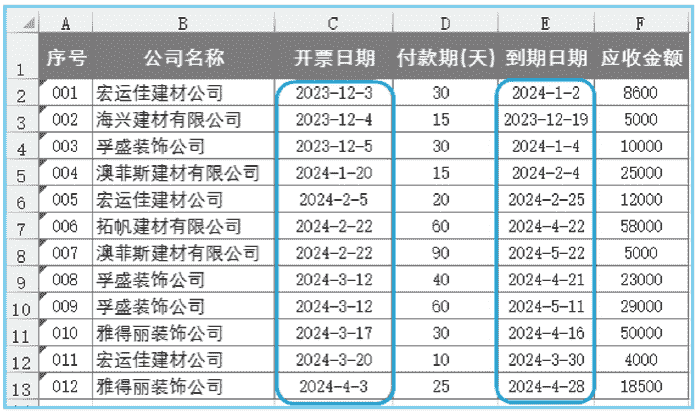 A B C D E F
1 序号 公司名称 开票日期 付款期(天) 到期日期 应收金额
2 001 宏运佳建材公司 2023-12-3 30 2024-1-2 8600
3 002 海兴建材有限公司 2023-12-4 15 2023-12-19 5000
4 003 孚盛装饰公司 2023-12-5 30 2024-1-4 10000
5 004 澳菲斯建材有限公司 2024-1-20 15 2024-2-4 25000
6 005 宏运佳建材公司 2024-2-5 20 2024-2-25 12000
7 006 拓帆建材有限公司 2024-2-22 60 2024-4-22 58000
8 007 澳菲斯建材有限公司 2024-2-22 90 2024-5-22 5000
9 008 孚盛装饰公司 2024-3-12 40 2024-4-21 23000
10 009 孚盛装饰公司 2024-3-12 60 2024-5-11 29000
11 010 雅得丽装饰公司 2024-3-17 30 2024-4-16 50000
12 011 宏运佳建材公司 2024-3-20 10 2024-3-30 4000
13 012 雅得丽装饰公司 2024-4-3 25 2024-4-28 18500